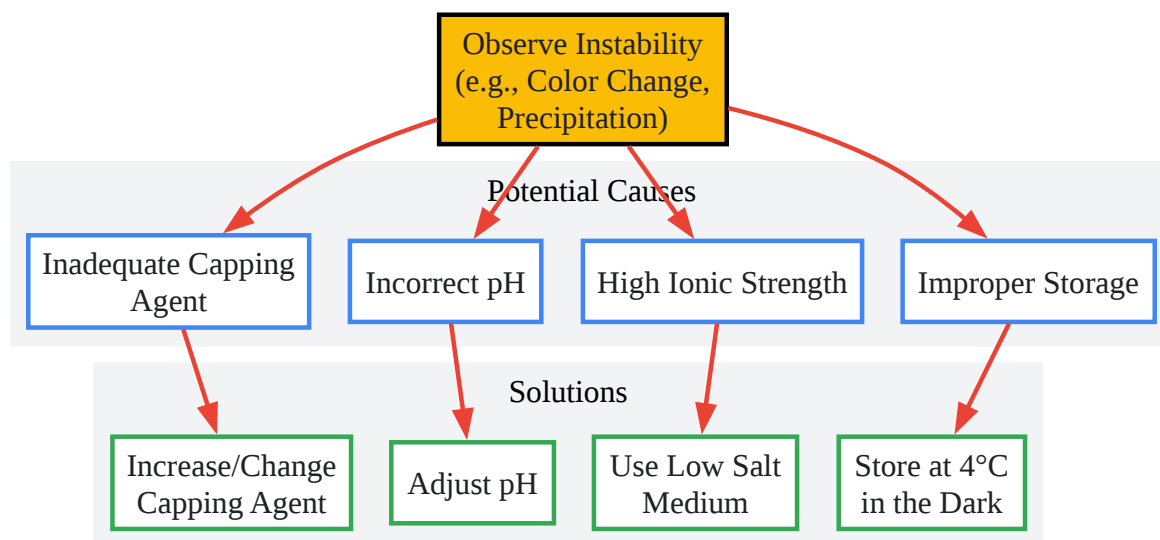 Observe Instability
(e.g., Color Change,
Precipitation)
Potential Causes
Inadequate Capping
Agent
Incorrect pH
High Ionic Strength
Improper Storage
Solutions
Increase/Change
Capping Agent
Adjust pH
Use Low Salt
Medium
Store at 4°C
in the Dark